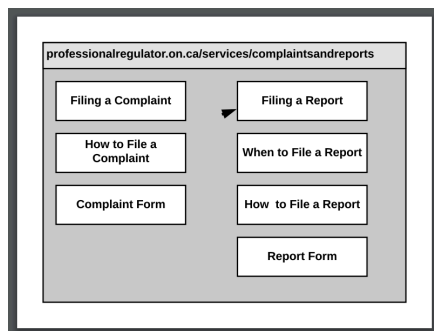 professionalregulator.on.ca/services/complaintsandreports
Filing a Complaint
How to File a
Complaint
Complaint Form
Filing a Report
When to File a Report
How to File a Report
Report Form